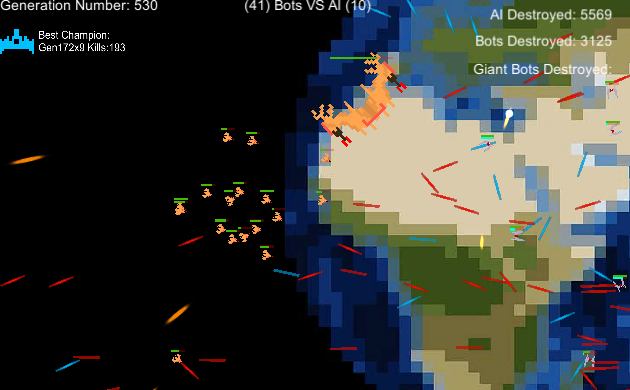 Generation Number: 530
(41) Bots VS AI (10)
AI Destroyed: 5569
Bots Destroyed: 3125
Giant Bots Destroyed:
Best Champion:
Gen172x9 Kills:193